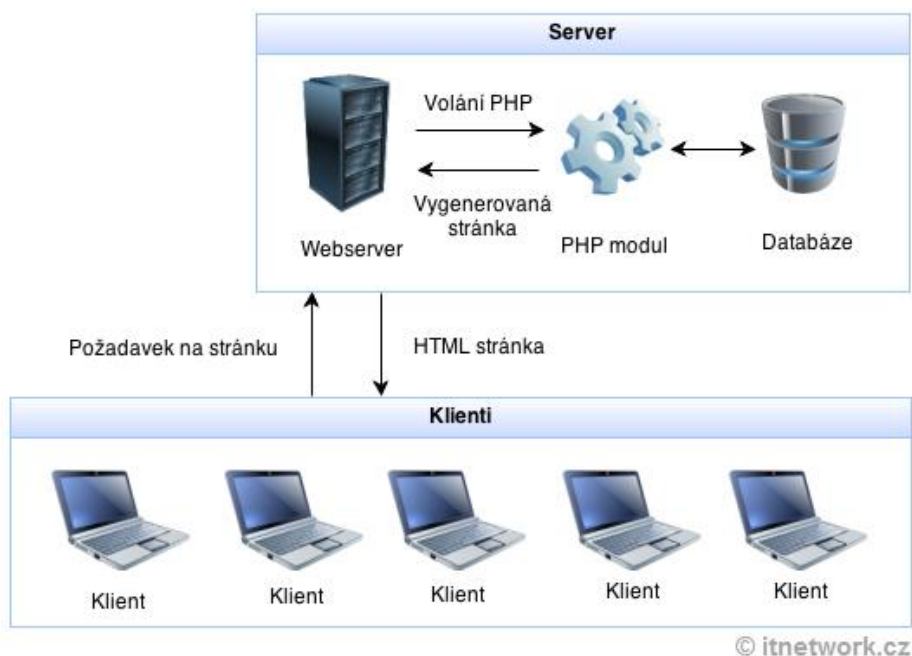 Server
Volání PHP
Vygenerovaná
stránka
Webserver
PHP modul
Databáze
Požadavek na stránku
HTML stránka
Klienti
Klient
Klient
Klient
Klient
Klient
© itnetwork.cz